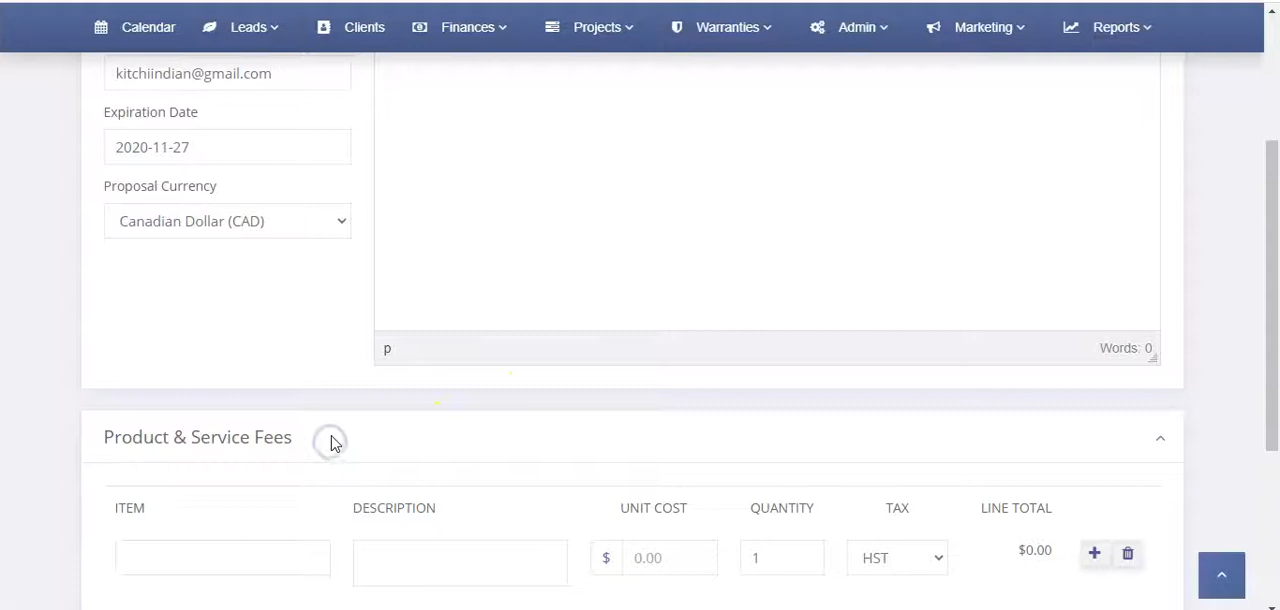 Calendar Leads Clients Finances Projects Warranties Admin Marketing Reports
kitchiindian@gmail.com
Expiration Date
2020-11-27
Proposal Currency
Canadian Dollar (CAD)
p Words: 0
Product & Service Fees
ITEM DESCRIPTION UNIT COST QUANTITY TAX LINE TOTAL
$ 0.00 1 HST $0.00